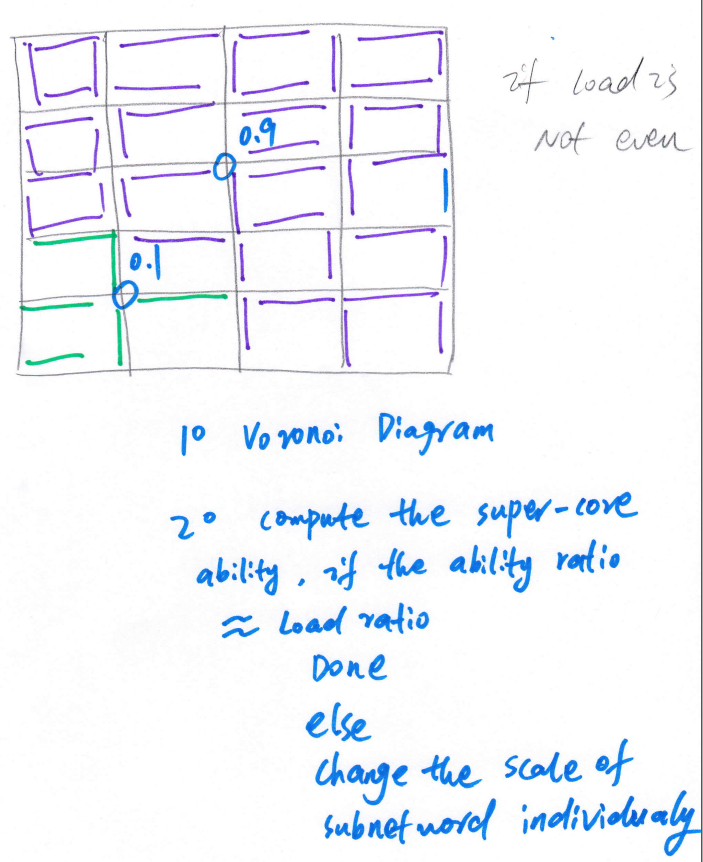 if load is
not even
0.9
0.1
1° Voronoi Diagram
2° compute the super-core
ability, if the ability ratio
≈ Load ratio
Done
else
change the scale of
subnetword individualy